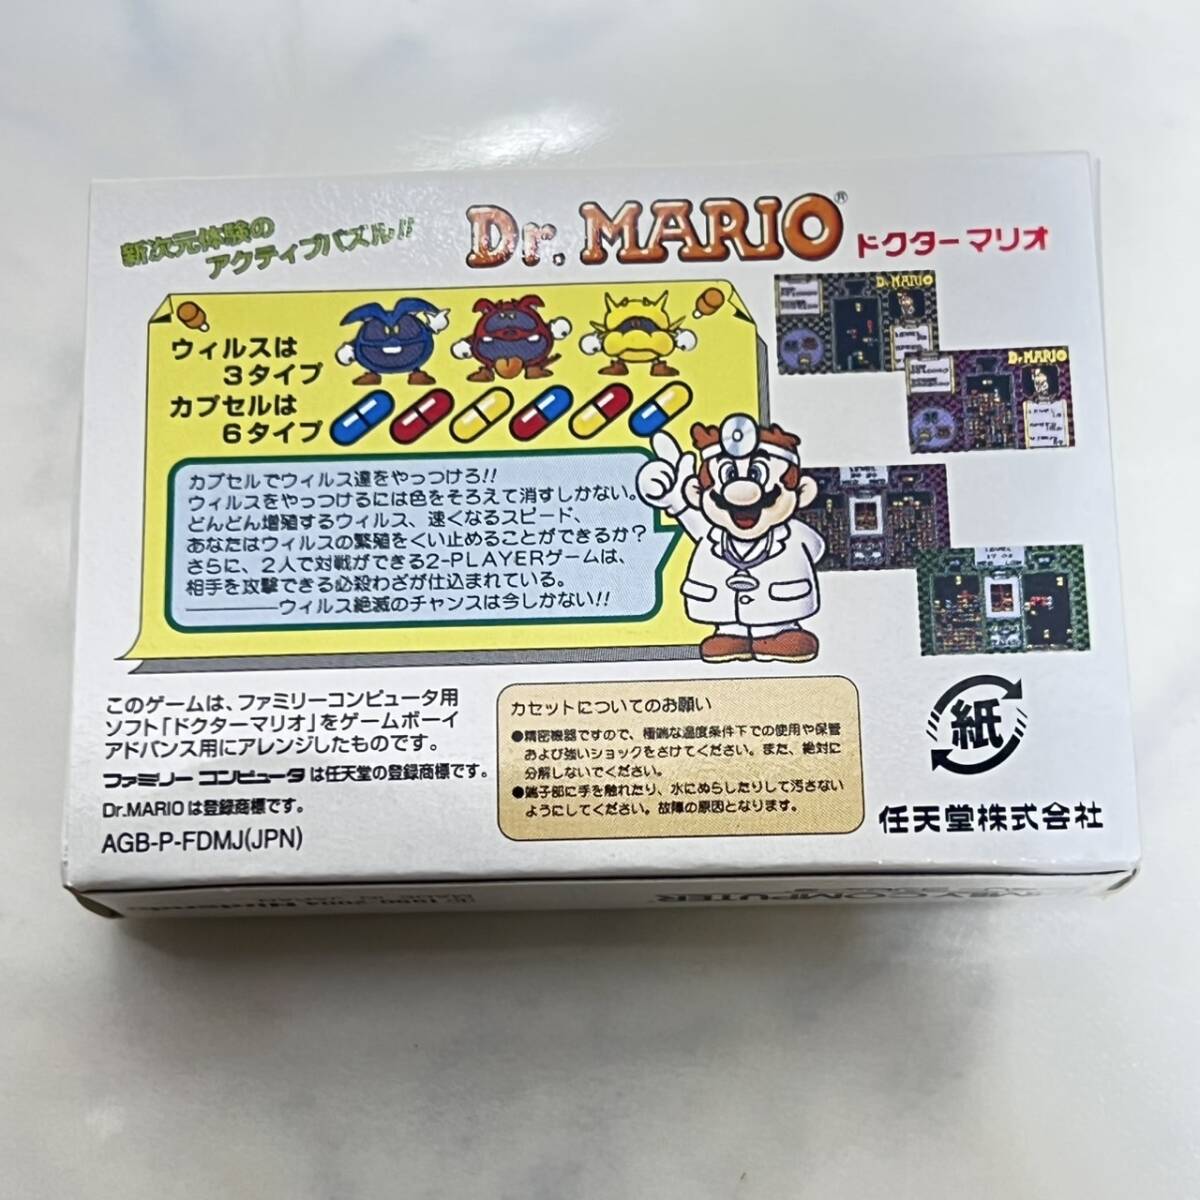 新次元体験の
アクティブパズル!!
Dr. MARIO®
ドクターマリオ
ウィルスは
3タイプ
カプセルは
6タイプ
カプセルでウィルス達をやっつけろ!!
ウィルスをやっつけるには色をそろえて消すしかない。
どんどん増殖するウィルス、速くなるスピード、
あなたはウィルスの繁殖をくい止めることができるか?
さらに、2人で対戦ができる2-PLAYERゲームは、
相手を攻撃できる必殺わざが仕込まれている。
―――ウィルス絶滅のチャンスは今しかない!!
Dr.MARIO
Dr.MARIO
LEVEL
LEVEL
このゲームは、ファミリーコンピュータ用
ソフト「ドクターマリオ」をゲームボーイ
アドバンス用にアレンジしたものです。
ファミリーコンピュータは任天堂の登録商標です。
Dr.MARIOは登録商標です。
AGB-P-FDMJ(JPN)
カセットについてのお願い
●精密機器ですので、極端な温度条件下での使用や保管
および強いショックをさけてください。また、絶対に
分解しないでください。
●端子部に手を触れたり、水にぬらしたりして汚さない
ようにしてください。故障の原因となります。
紙
任天堂株式会社
COMPUTER
1990-2004 Nintendo